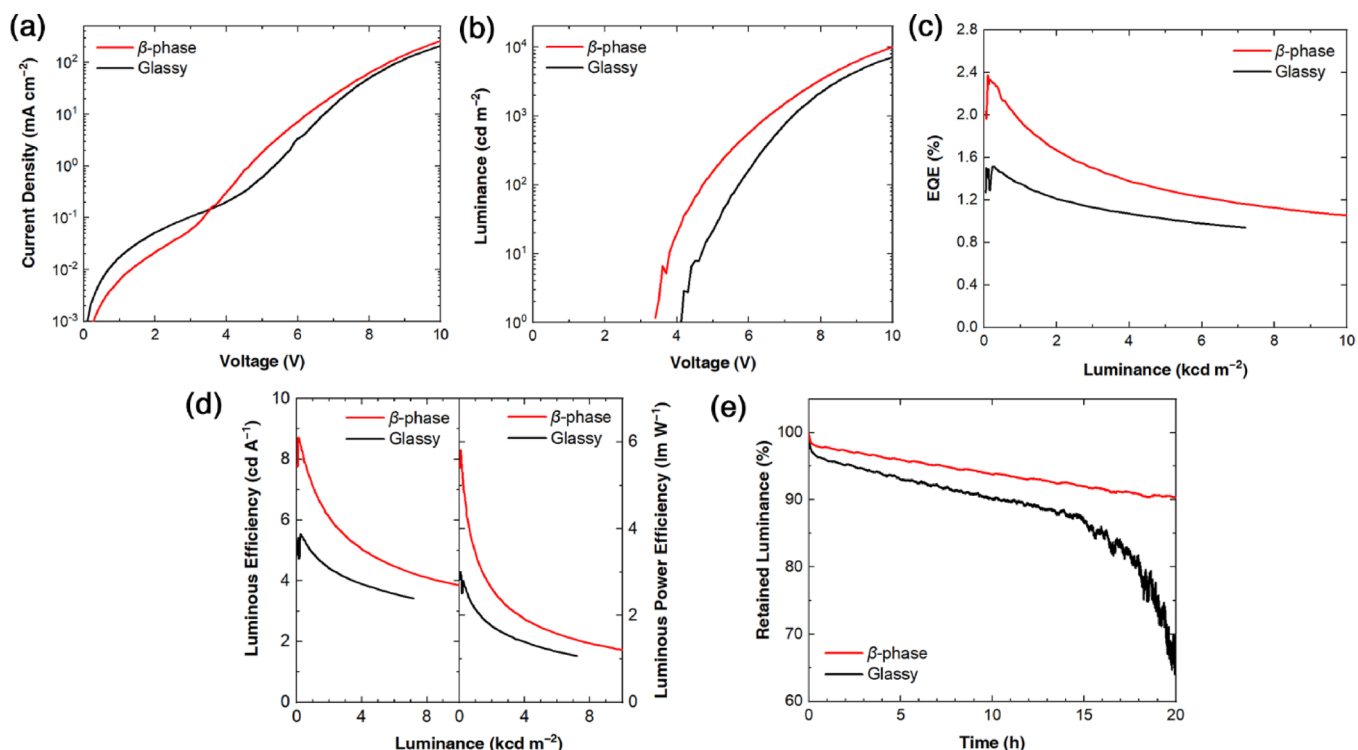 (a)
β-phase
Glassy
Current Density (mA cm⁻²)
10²
10¹
10⁰
10⁻¹
10⁻²
10⁻³
0 2 4 6 8 10
Voltage (V)
(b)
β-phase
Glassy
Luminance (cd m⁻²)
10⁴
10³
10²
10¹
10⁰
0 2 4 6 8 10
Voltage (V)
(c)
β-phase
Glassy
EQE (%)
2.8
2.4
2.0
1.6
1.2
0.8
0.0
0 2 4 6 8 10
Luminance (kcd m⁻²)
(d)
β-phase
Glassy
β-phase
Glassy
Luminous Efficiency (cd A⁻¹)
10
8
6
4
2
0
Luminous Power Efficiency (lm W⁻¹)
6
4
2
0
0 4 8 0 4 8
Luminance (kcd m⁻²)
(e)
Retained Luminance (%)
100
90
80
70
60
β-phase
Glassy
0 5 10 15 20
Time (h)